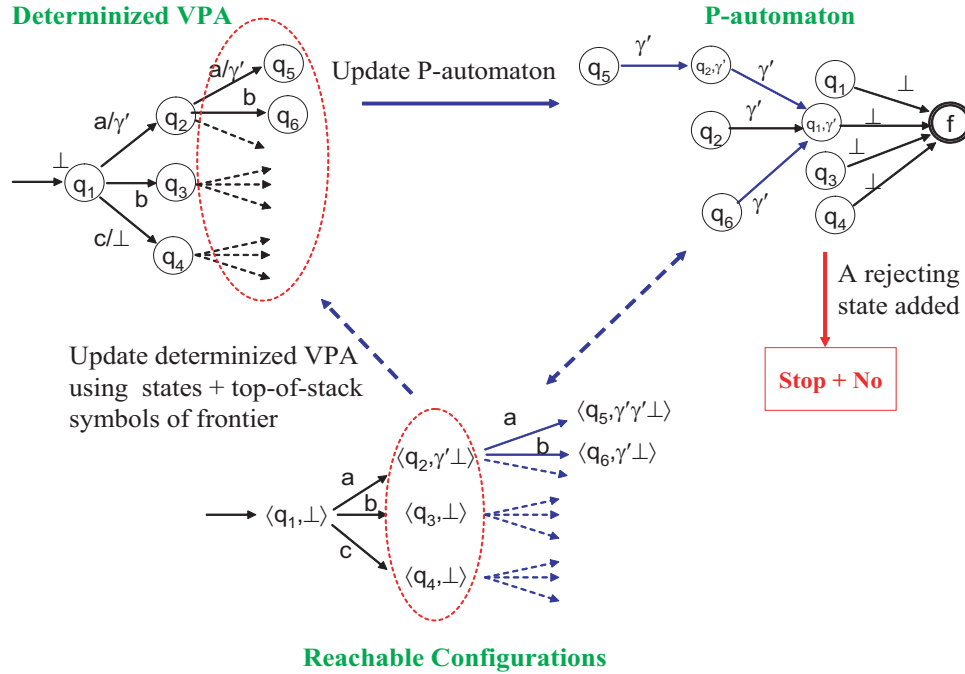 Determinized VPA
P-automaton
Update P-automaton
a/γ′
q5
b
q6
a/γ′
q2
⊥
q1
b
q3
c/⊥
q4
q5
γ′
q2,γ′
γ′
q1
⊥
q2
γ′
q1,γ′
⊥
f
q3
⊥
q6
γ′
q4
⊥
A rejecting
state added
Stop + No
Update determinized VPA
using states + top-of-stack
symbols of frontier
a
⟨q5,γ′γ′⊥⟩
b
⟨q6,γ′⊥⟩
⟨q2,γ′⊥⟩
a
⟨q1,⊥⟩
b
⟨q3,⊥⟩
c
⟨q4,⊥⟩
Reachable Configurations